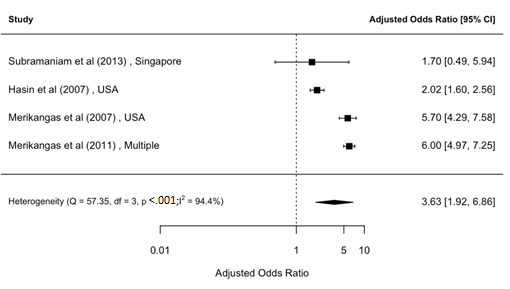 Study Adjusted Odds Ratio [95% CI]
Subramaniam et al (2013) , Singapore 1.70 [0.49, 5.94]
Hasin et al (2007) , USA 2.02 [1.60, 2.56]
Merikangas et al (2007) , USA 5.70 [4.29, 7.58]
Merikangas et al (2011) , Multiple 6.00 [4.97, 7.25]
Heterogeneity (Q = 57.35, df = 3, p <.001;I² = 94.4%) 3.63 [1.92, 6.86]
0.01 1 5 10
Adjusted Odds Ratio